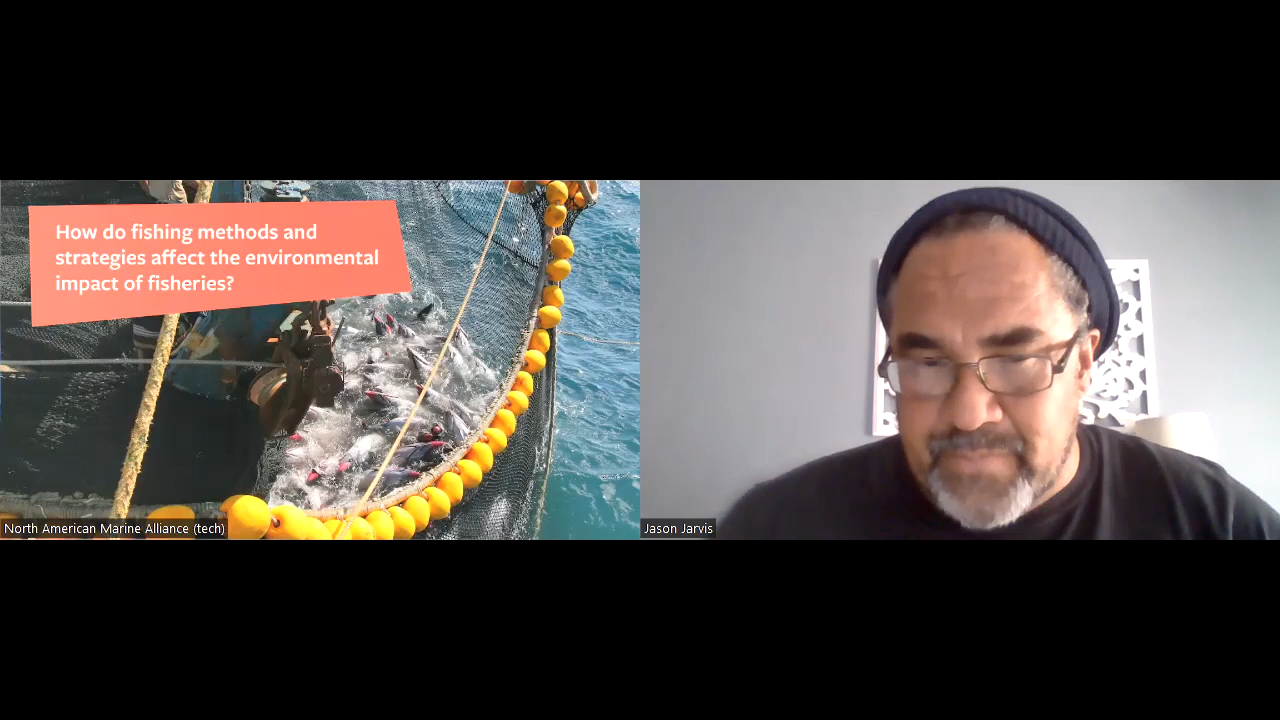 How do fishing methods and
strategies affect the environmental
impact of fisheries?
North American Marine Alliance (tech)
Jason Jarvis